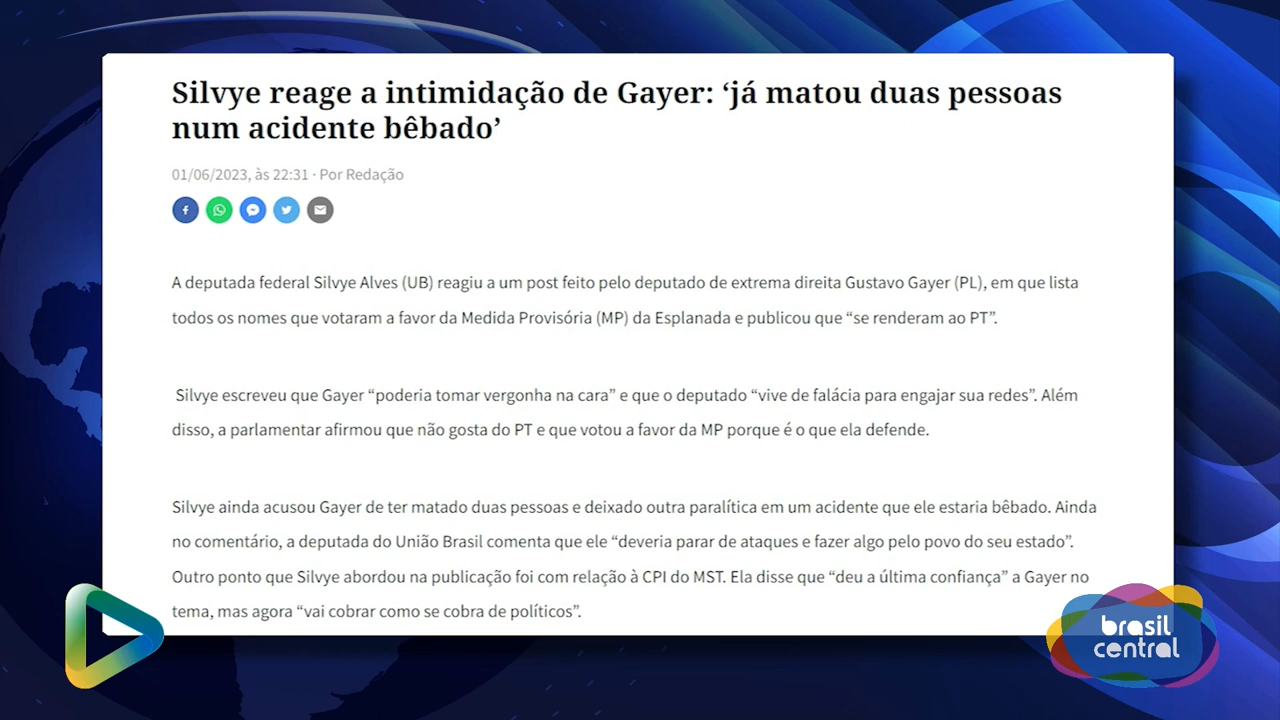 Silvye reage a intimidação de Gayer: ‘já matou duas pessoas
num acidente bêbado’
01/06/2023, às 22:31 · Por Redação
A deputada federal Silvye Alves (UB) reagiu a um post feito pelo deputado de extrema direita Gustavo Gayer (PL), em que lista
todos os nomes que votaram a favor da Medida Provisória (MP) da Esplanada e publicou que “se renderam ao PT”.
Silvye escreveu que Gayer “poderia tomar vergonha na cara” e que o deputado “vive de falácia para engajar sua redes”. Além
disso, a parlamentar afirmou que não gosta do PT e que votou a favor da MP porque é o que ela defende.
Silvye ainda acusou Gayer de ter matado duas pessoas e deixado outra paralítica em um acidente que ele estaria bêbado. Ainda
no comentário, a deputada do União Brasil comenta que ele “deveria parar de ataques e fazer algo pelo povo do seu estado”.
Outro ponto que Silvye abordou na publicação foi com relação à CPI do MST. Ela disse que “deu a última confiança” a Gayer no
tema, mas agora “vai cobrar como se cobra de políticos”.
brasil
central